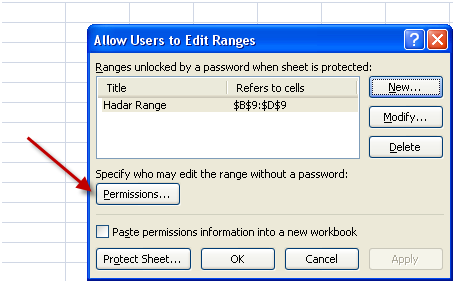 Allow Users to Edit Ranges
Ranges unlocked by a password when sheet is protected:
Title Refers to cells
Hadar Range $B$9:$D$9
New...
Modify...
Delete
Specify who may edit the range without a password:
Permissions...
Paste permissions information into a new workbook
Protect Sheet... OK Cancel Apply